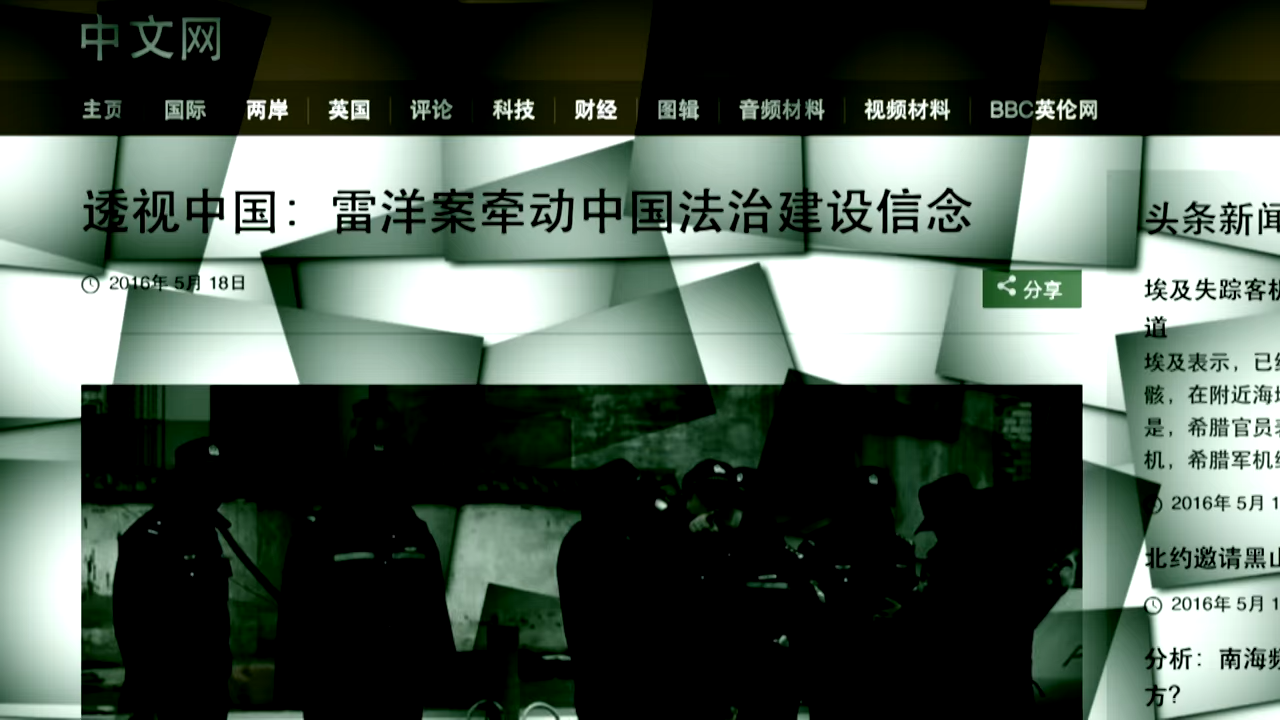 中文网
主页 国际 两岸 英国 评论 科技 财经 图辑 音频材料 视频材料 BBC英伦网
透视中国：雷洋案牵动中国法治建设信念
2016年 5月 18日
分享
头条新闻
埃及失踪客机
道
埃及表示，已
骸，在附近海
是，希腊官员
机，希腊军机
2016年 5月 1
北约邀请黑山
2016年 5月 1
分析：南海
方？